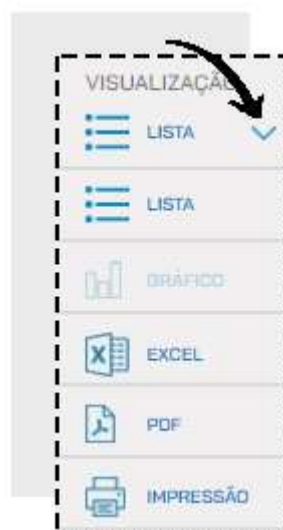 VISUALIZAÇÃO
LISTA
LISTA
GRÁFICO
EXCEL
PDF
IMPRESSÃO